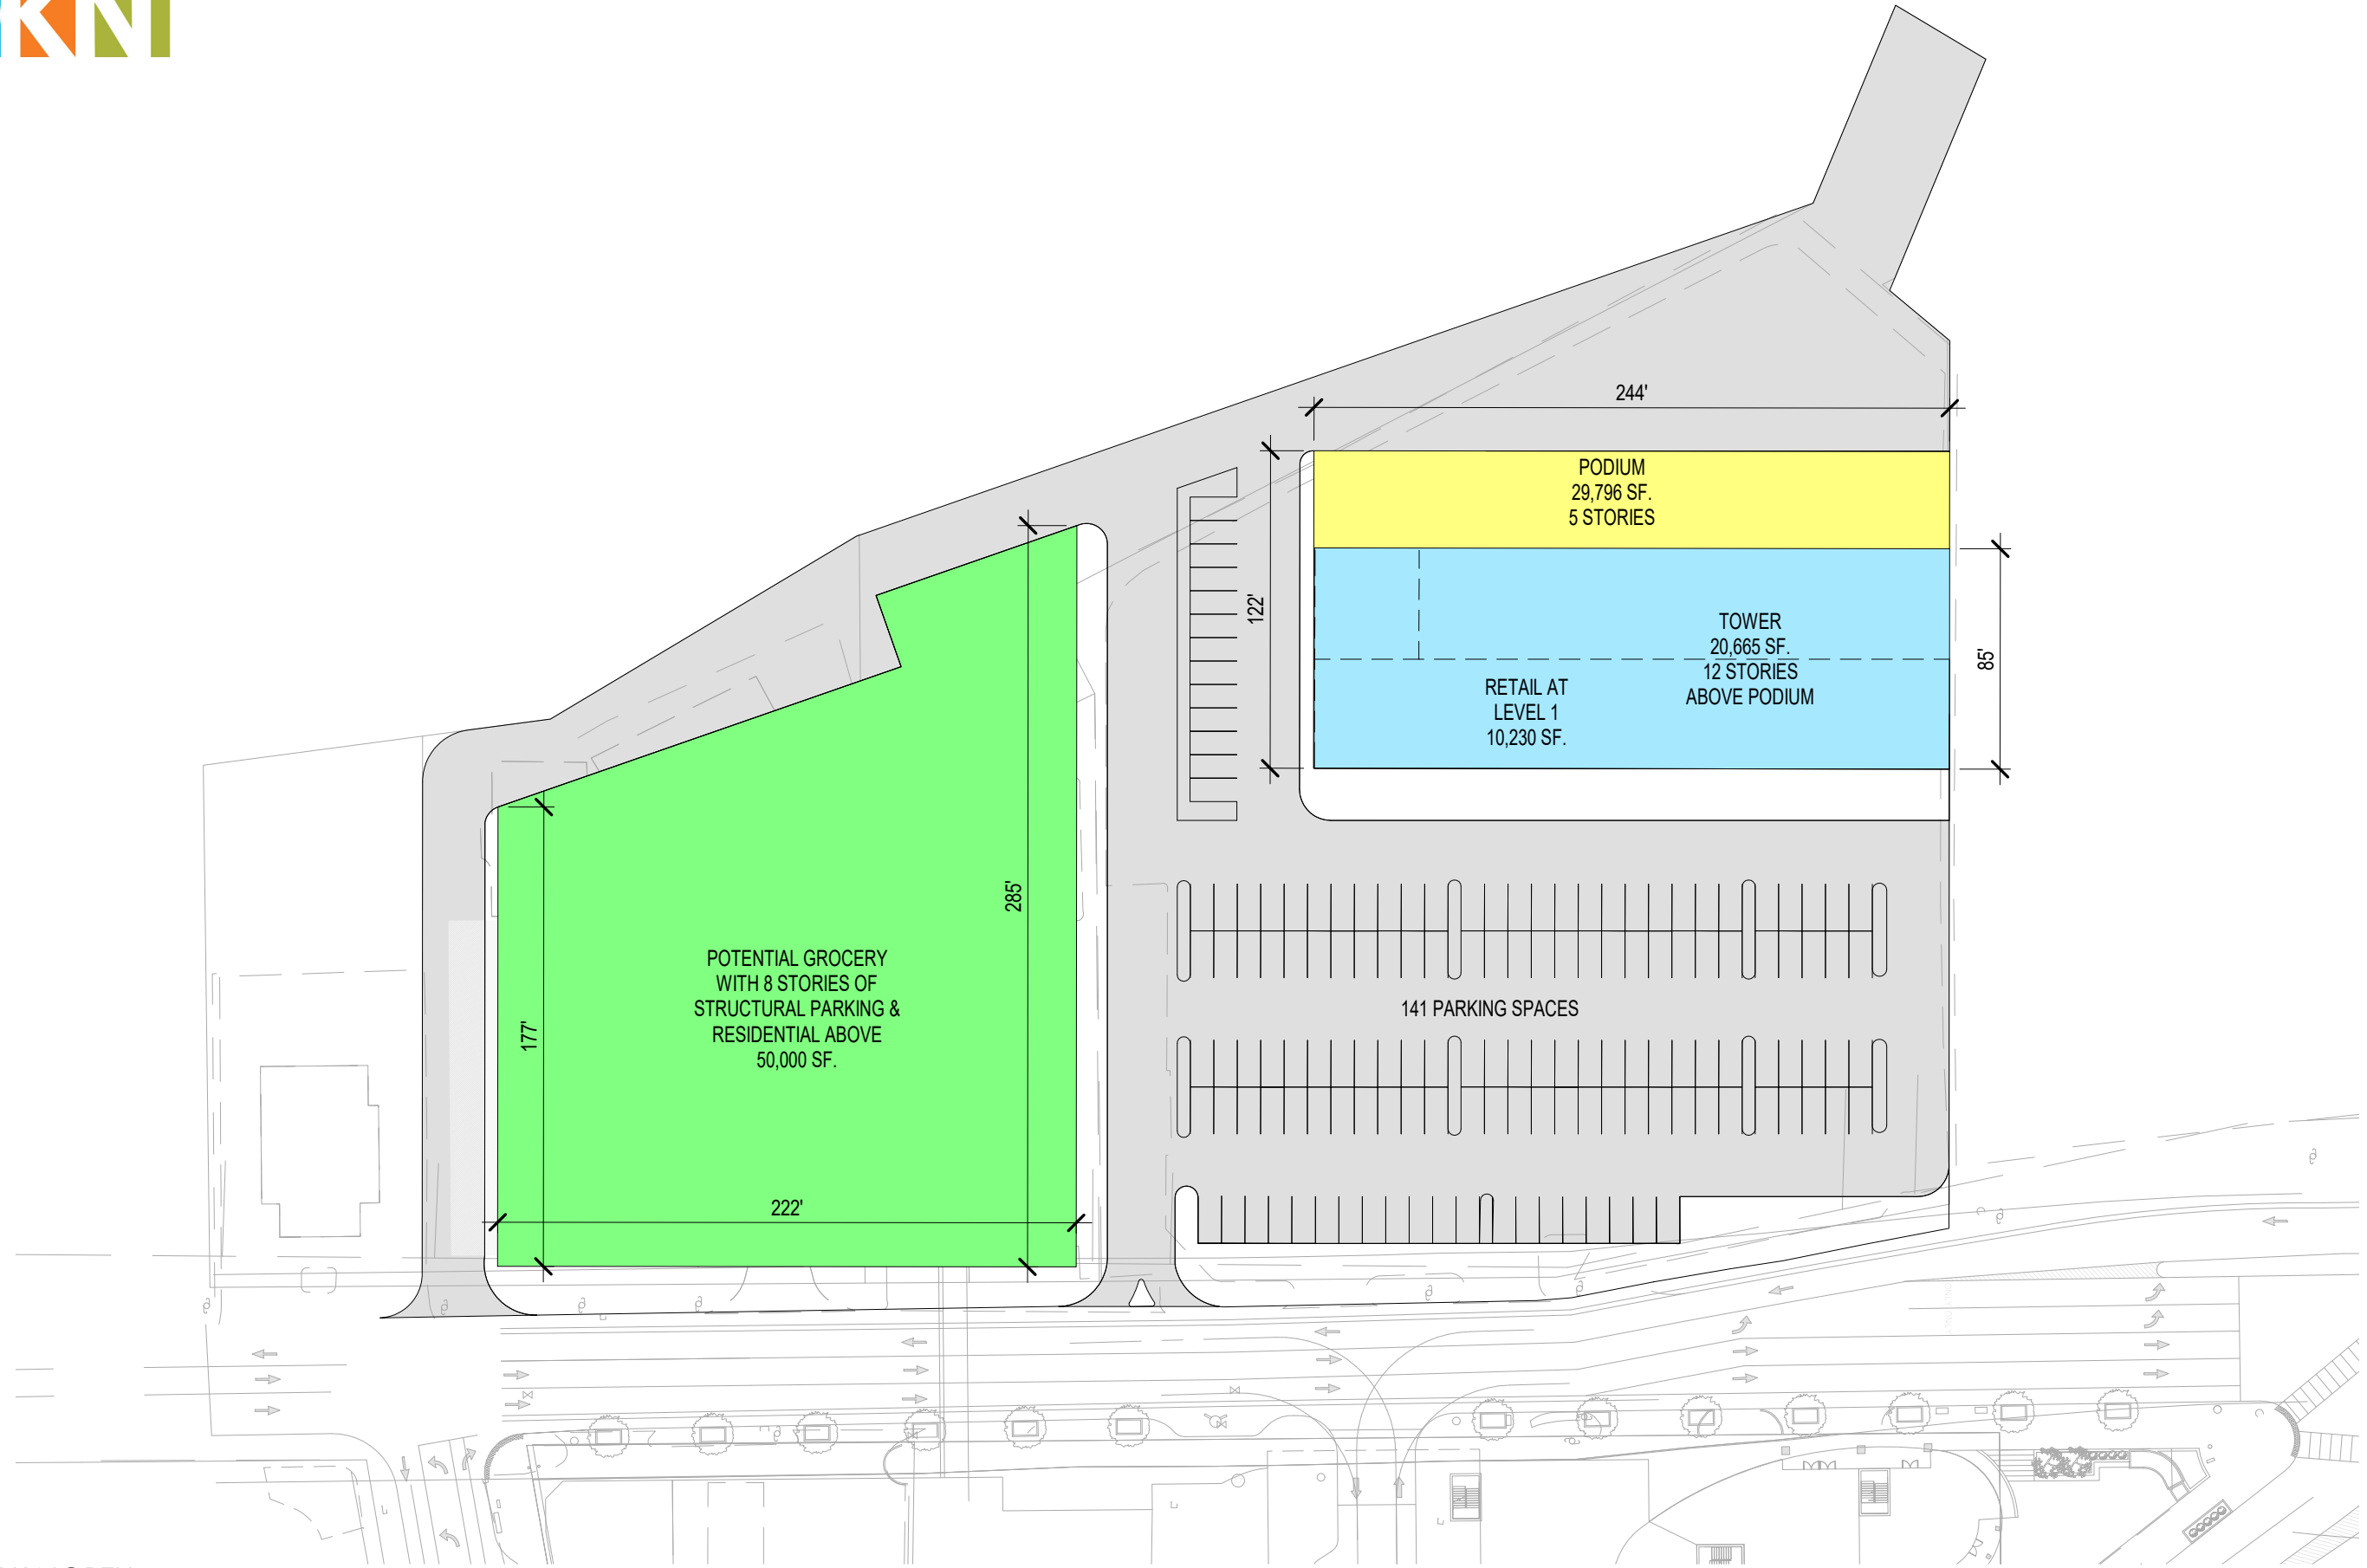 244'
PODIUM
29,796 SF.
5 STORIES
122'
TOWER
20,665 SF.
12 STORIES
ABOVE PODIUM
85'
RETAIL AT
LEVEL 1
10,230 SF.
285'
177'
POTENTIAL GROCERY
WITH 8 STORIES OF
STRUCTURAL PARKING &
RESIDENTIAL ABOVE
50,000 SF.
141 PARKING SPACES
222'